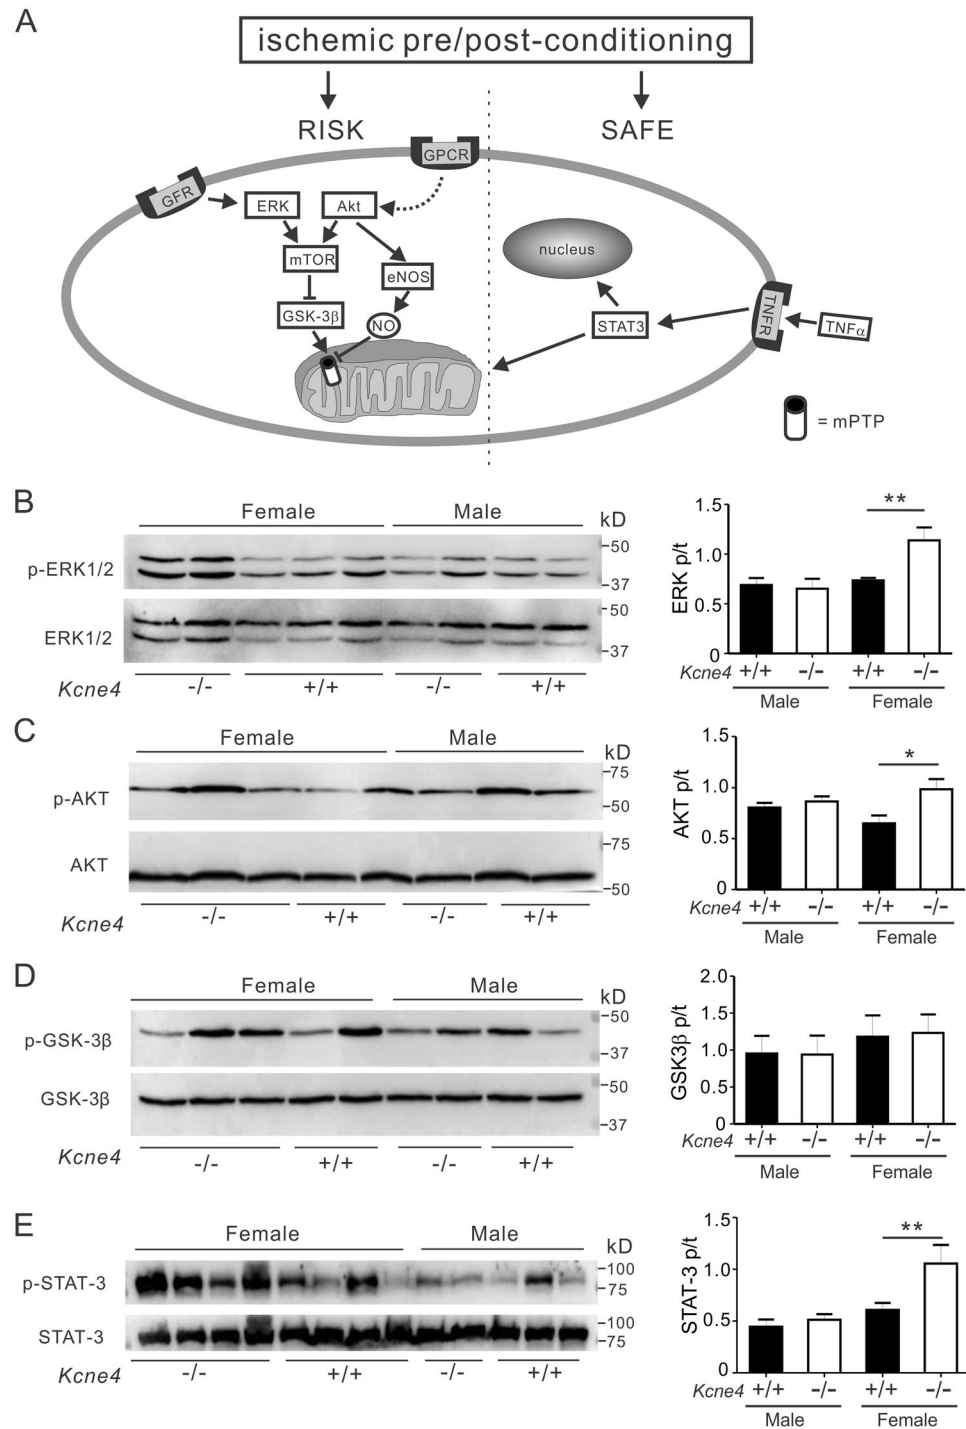 A
ischemic pre/post-conditioning
RISK
SAFE
GPCR
GFR
ERK
Akt
mTOR
eNOS
GSK-3β
NO
nucleus
STAT3
TNFR
TNFα
= mPTP
B
Female
Male
kD
p-ERK1/2
50
37
ERK1/2
50
37
Kcne4
-/-
+/+
-/-
+/+
ERK p/t
1.5
1.0
0.5
0
**
Kcne4 +/+ -/- +/+ -/-
Male Female
C
Female
Male
kD
p-AKT
75
50
AKT
75
50
Kcne4
-/-
+/+
-/-
+/+
AKT p/t
1.5
1.0
0.5
0
*
Kcne4 +/+ -/- +/+ -/-
Male Female
D
Female
Male
kD
p-GSK-3β
50
37
GSK-3β
50
37
Kcne4
-/-
+/+
-/-
+/+
GSK3β p/t
2.0
1.5
1.0
0.5
0
Kcne4 +/+ -/- +/+ -/-
Male Female
E
Female
Male
kD
p-STAT-3
100
75
STAT-3
100
75
Kcne4
-/-
+/+
-/-
+/+
STAT-3 p/t
1.5
1.0
0.5
0
**
Kcne4 +/+ -/- +/+ -/-
Male Female